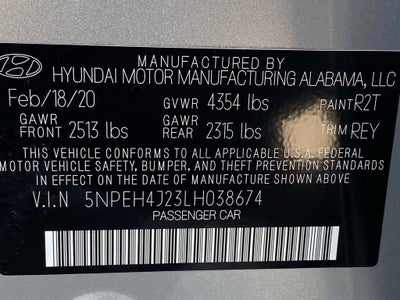 MANUFACTURED BY
HYUNDAI MOTOR MANUFACTURING ALABAMA, LLC
Feb/18/20 GVWR 4354 lbs PAINT R2T
GAWR FRONT 2513 lbs GAWR REAR 2315 lbs TRIM REY
THIS VEHICLE CONFORMS TO ALL APPLICABLE U.S.A. FEDERAL
MOTOR VEHICLE SAFETY, BUMPER, AND THEFT PREVENTION STANDARDS
IN EFFECT ON THE DATE OF MANUFACTURE SHOWN ABOVE
V.I.N 5NPEH4J23LH038674
PASSENGER CAR